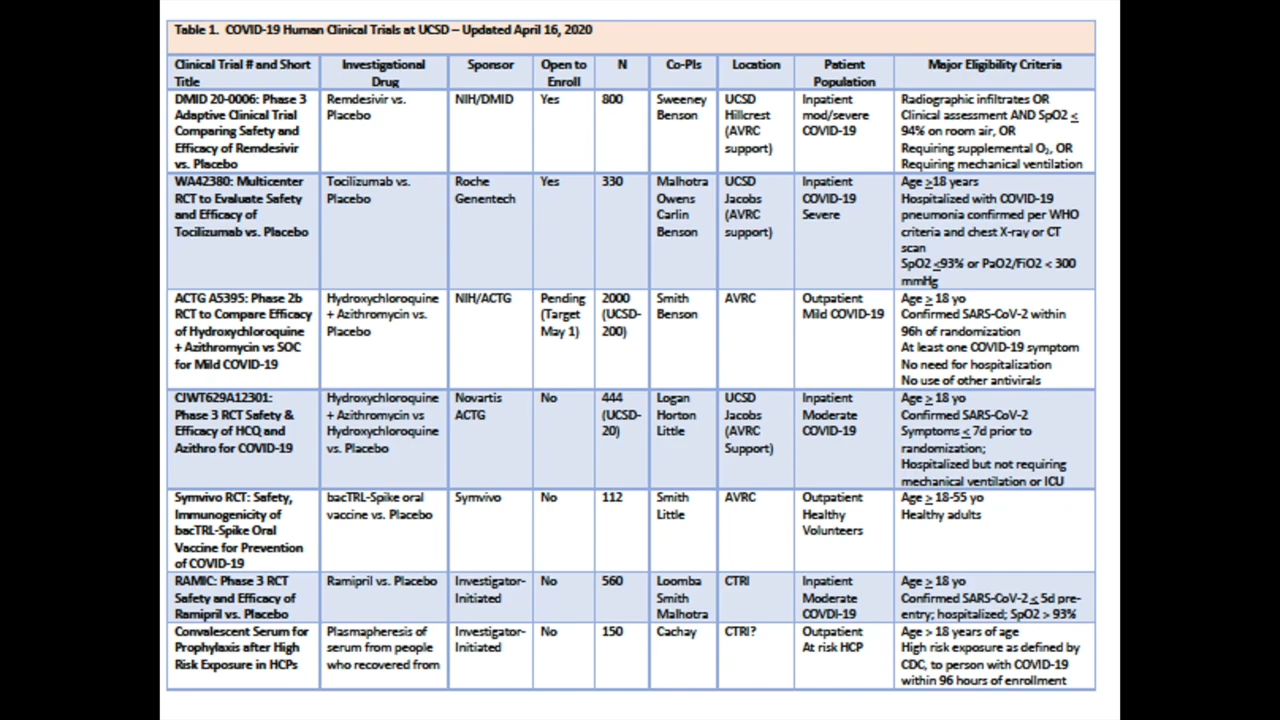 Table 1. COVID-19 Human Clinical Trials at UCSD – Updated April 16, 2020
Clinical Trial # and Short Title
Investigational Drug
Sponsor
Open to Enroll
N
Co-PIs
Location
Patient Population
Major Eligibility Criteria
DMID 20-0006: Phase 3
Adaptive Clinical Trial
Comparing Safety and
Efficacy of Remdesivir
vs. Placebo
Remdesivir vs.
Placebo
NIH/DMID
Yes
800
Sweeney
Benson
UCSD
Hillcrest
(AVRC
support)
Inpatient
mod/severe
COVID-19
Radiographic infiltrates OR
Clinical assessment AND SpO2 ≤
94% on room air, OR
Requiring supplemental O₂, OR
Requiring mechanical ventilation
WA42380: Multicenter
RCT to Evaluate Safety
and Efficacy of
Tocilizumab vs. Placebo
Tocilizumab vs.
Placebo
Roche
Genentech
Yes
330
Malhotra
Owens
Carlin
Benson
UCSD
Jacobs
(AVRC
support)
Inpatient
COVID-19
Severe
Age ≥18 years
Hospitalized with COVID-19
pneumonia confirmed per WHO
criteria and chest X-ray or CT
scan
SpO2 ≤93% or PaO2/FiO2 < 300
mmHg
ACTG A5395: Phase 2b
RCT to Compare Efficacy
of Hydroxychloroquine
+ Azithromycin vs SOC
for Mild COVID-19
Hydroxychloroquine
+ Azithromycin vs.
Placebo
NIH/ACTG
Pending
(Target
May 1)
2000
(UCSD-
200)
Smith
Benson
AVRC
Outpatient
Mild COVID-19
Age ≥ 18 yo
Confirmed SARS-CoV-2 within
96h of randomization
At least one COVID-19 symptom
No need for hospitalization
No use of other antivirals
CJWT629A12301:
Phase 3 RCT Safety &
Efficacy of HCQ and
Azithro for COVID-19
Hydroxychloroquine
+ Azithromycin vs
Hydroxychloroquine
vs. Placebo
Novartis
ACTG
No
444
(UCSD-
20)
Logan
Horton
Little
UCSD
Jacobs
(AVRC
Support)
Inpatient
Moderate
COVID-19
Age ≥ 18 yo
Confirmed SARS-CoV-2
Symptoms ≤ 7d prior to
randomization;
Hospitalized but not requiring
mechanical ventilation or ICU
Symvivo RCT: Safety,
Immunogenicity of
bacTRL-Spike Oral
Vaccine for Prevention
of COVID-19
bacTRL-Spike oral
vaccine vs. Placebo
Symvivo
No
112
Smith
Little
AVRC
Outpatient
Healthy
Volunteers
Age ≥ 18-55 yo
Healthy adults
RAMIC: Phase 3 RCT
Safety and Efficacy of
Ramipril vs. Placebo
Ramipril vs. Placebo
Investigator-
Initiated
No
560
Loomba
Smith
Malhotra
CTRI
Inpatient
Moderate
COVDI-19
Age ≥ 18 yo
Confirmed SARS-CoV-2 ≤ 5d pre-
entry; hospitalized; SpO2 > 93%
Convalescent Serum for
Prophylaxis after High
Risk Exposure in HCPs
Plasmapheresis of
serum from people
who recovered from
Investigator-
Initiated
No
150
Cachay
CTRI?
Outpatient
At risk HCP
Age > 18 years of age
High risk exposure as defined by
CDC, to person with COVID-19
within 96 hours of enrollment